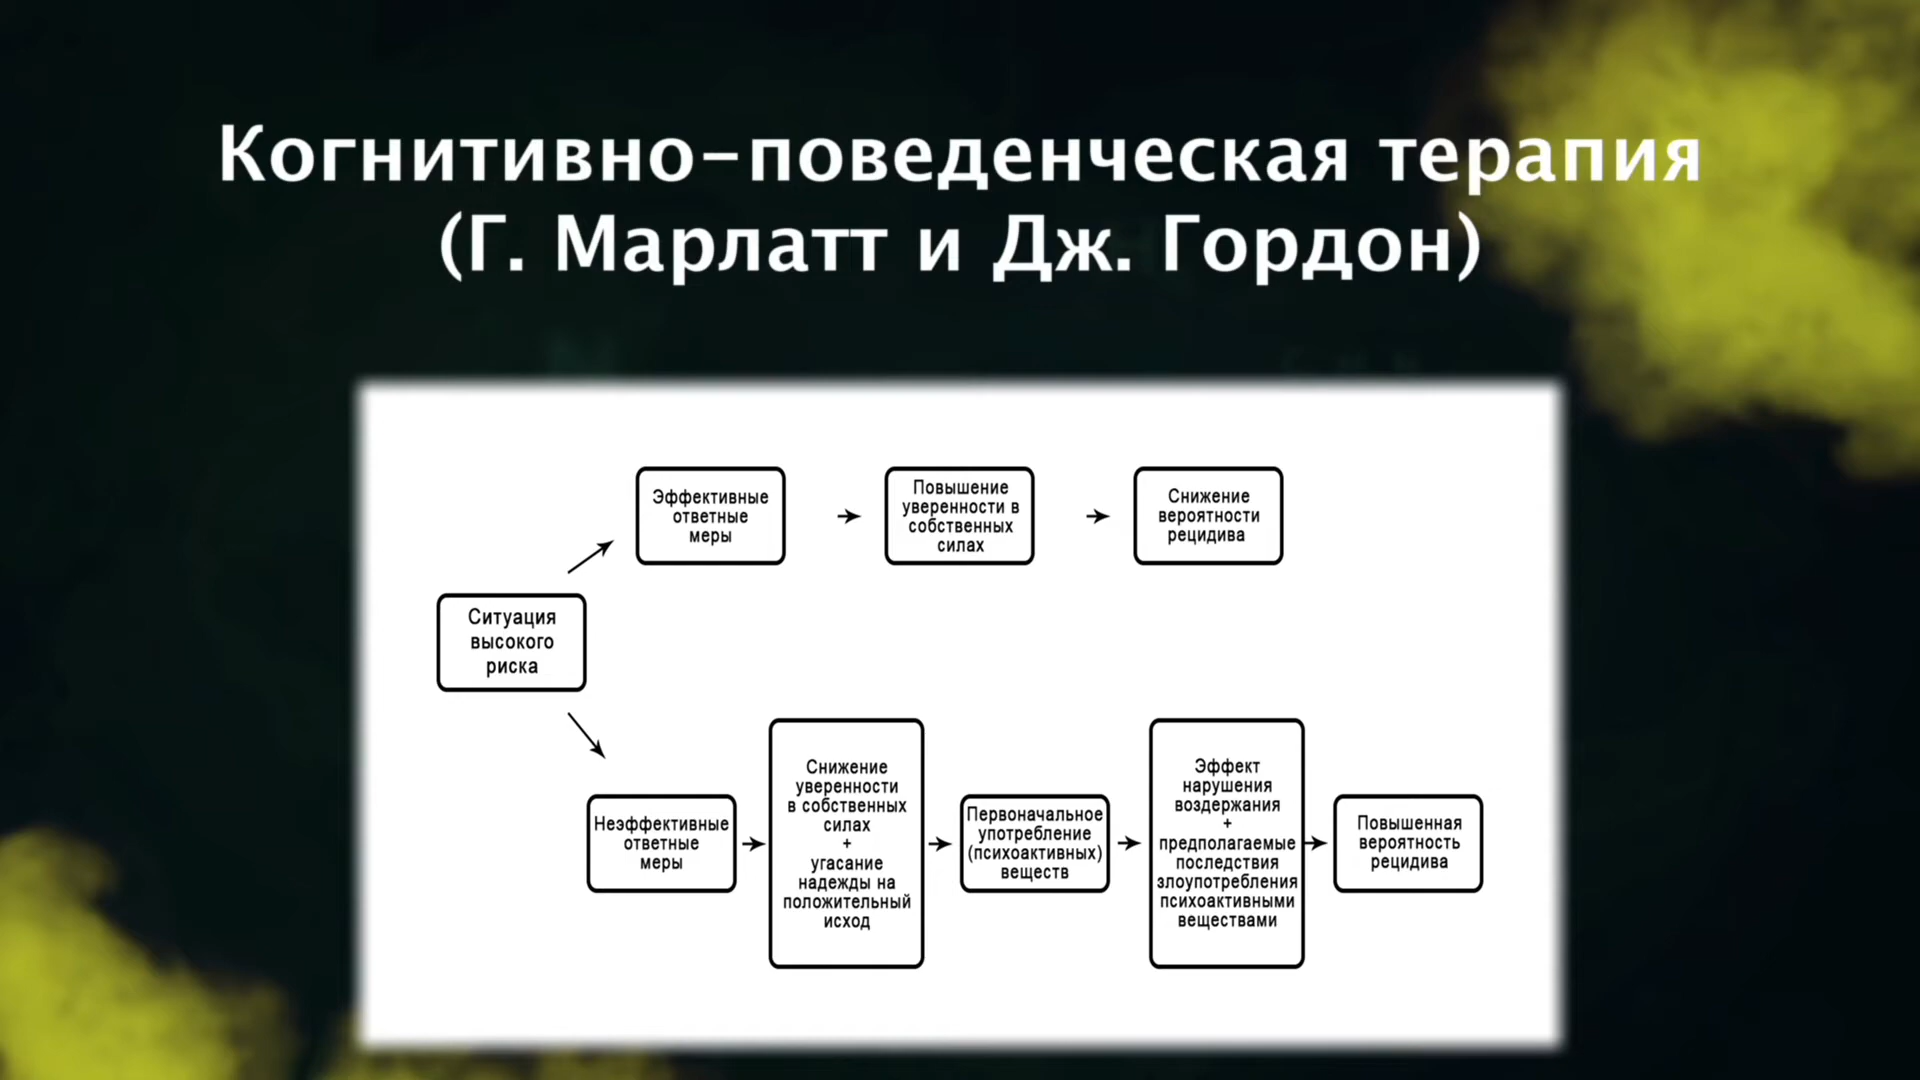 Когнитивно-поведенческая терапия
(Г. Марлатт и Дж. Гордон)
Эффективные
ответные
меры
Повышение
уверенности в
собственных
силах
Снижение
вероятности
рецидива
Ситуация
высокого
риска
Неэффективные
ответные
меры
Снижение
уверенности
в собственных
силах
+
угасание
надежды на
положительный
исход
Первоначальное
употребление
(психоактивных)
веществ
Эффект
нарушения
воздержания
+
предполагаемые
последствия
злоупотребления
психоактивными
веществами
Повышенная
вероятность
рецидива